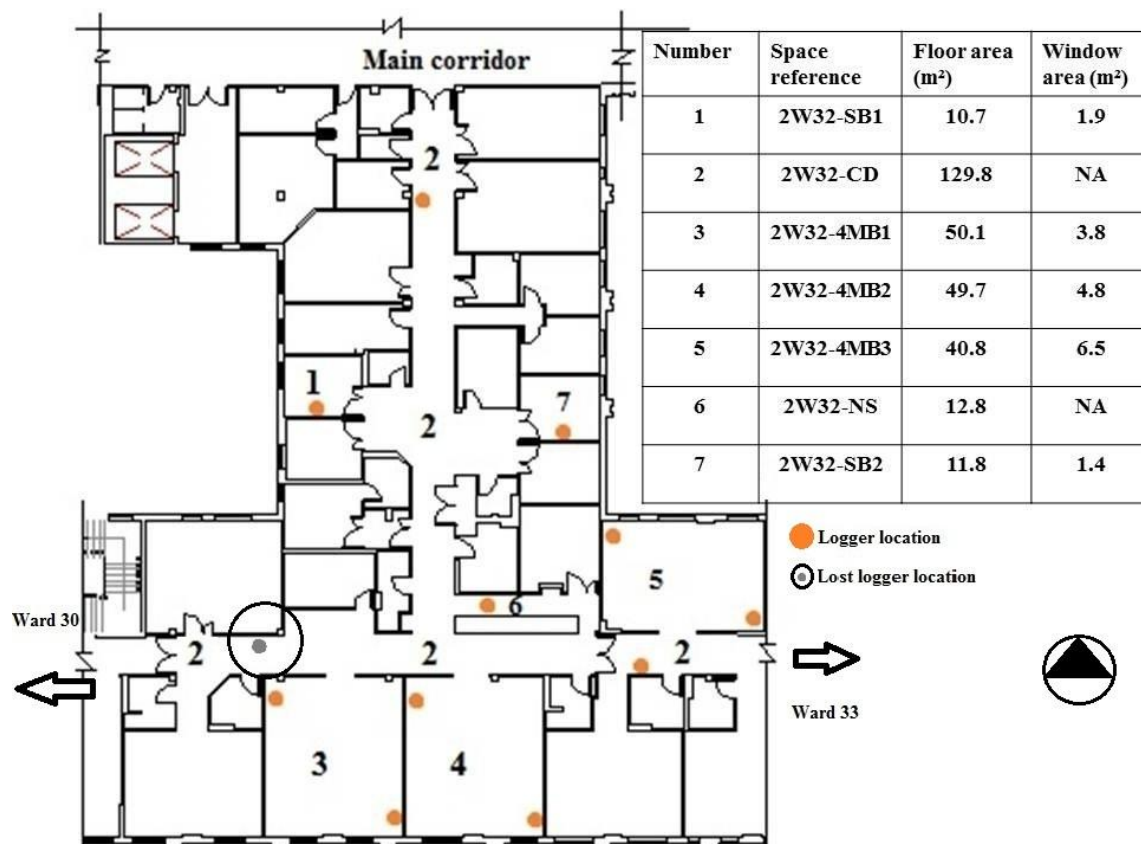 Main corridor
Number Space reference Floor area (m²) Window area (m²)
1 2W32-SB1 10.7 1.9
2 2W32-CD 129.8 NA
3 2W32-4MB1 50.1 3.8
4 2W32-4MB2 49.7 4.8
5 2W32-4MB3 40.8 6.5
6 2W32-NS 12.8 NA
7 2W32-SB2 11.8 1.4
2
1
7
2
Logger location
Lost logger location
5
6
Ward 30
2
2
2
Ward 33
3
4